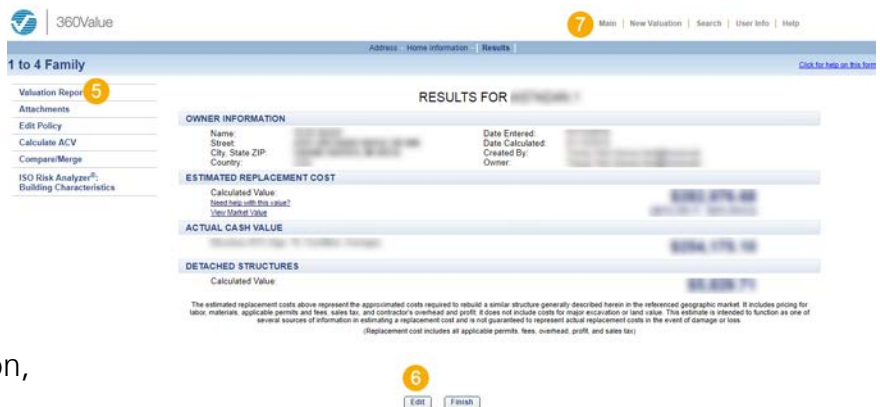 360Value
7 Main | New Valuation | Search | User Info | Help
Address Home Information Results
1 to 4 Family
Click for help on this form
Valuation Repor 5
Attachments
Edit Policy
Calculate ACV
Compare/Merge
ISO Risk Analyzer®:
Building Characteristics
RESULTS FOR
OWNER INFORMATION
Name: Date Entered:
Street: Date Calculated:
City, State ZIP: Created By:
Country: Owner:
ESTIMATED REPLACEMENT COST
Calculated Value:
Need help with this value?
View Market Value
ACTUAL CASH VALUE
DETACHED STRUCTURES
Calculated Value:
The estimated replacement costs above represent the approximated costs required to rebuild a similar structure generally described herein in the referenced geographic market. It includes pricing for
labor, materials, applicable permits and fees, sales tax, and contractor's overhead and profit. It does not include costs for major excavation or land value. This estimate is intended to function as one of
several sources of information in estimating a replacement cost and is not guaranteed to represent actual replacement costs in the event of damage or loss.
(Replacement cost includes all applicable permits, fees, overhead, profit, and sales tax)
on,
6
Edit Finish